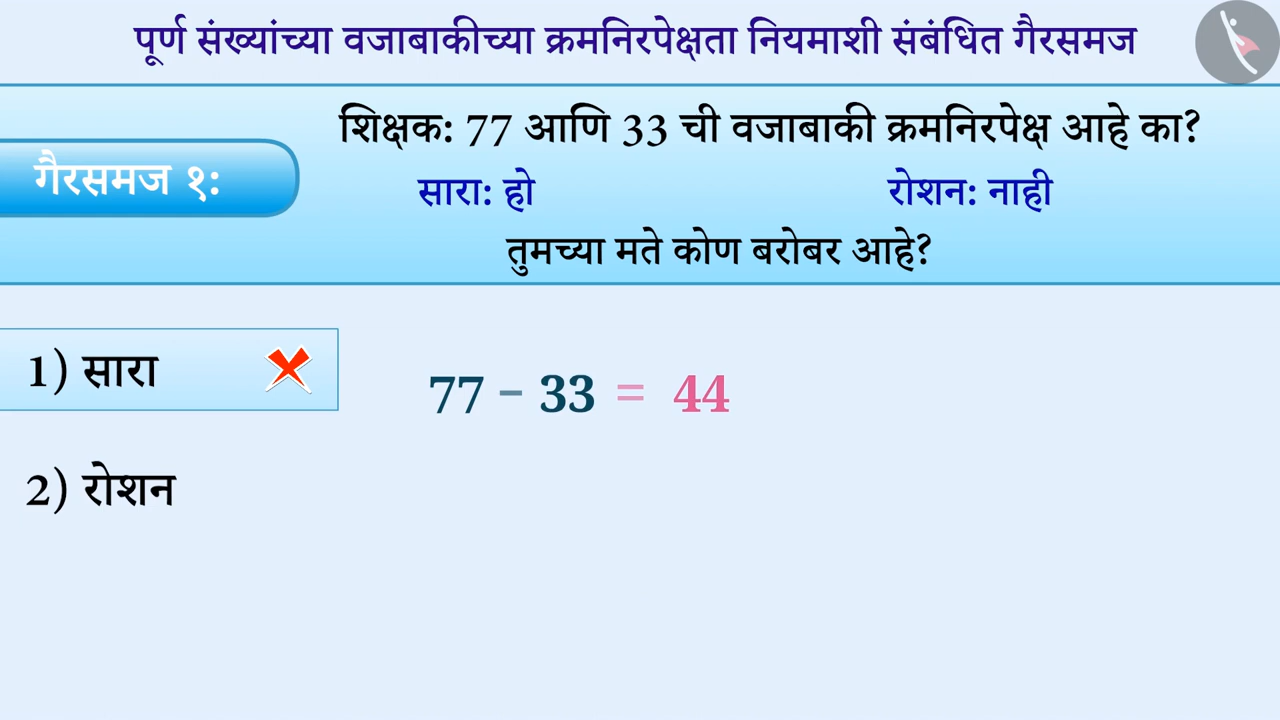 पूर्ण संख्यांच्या वजाबाकीच्या क्रमनिरपेक्षता नियमाशी संबंधित गैरसमज
शिक्षक: 77 आणि 33 ची वजाबाकी क्रमनिरपेक्ष आहे का?
गैरसमज १:
सारा: हो रोशन: नाही
तुमच्या मते कोण बरोबर आहे?
1) सारा
77 − 33 = 44
2) रोशन